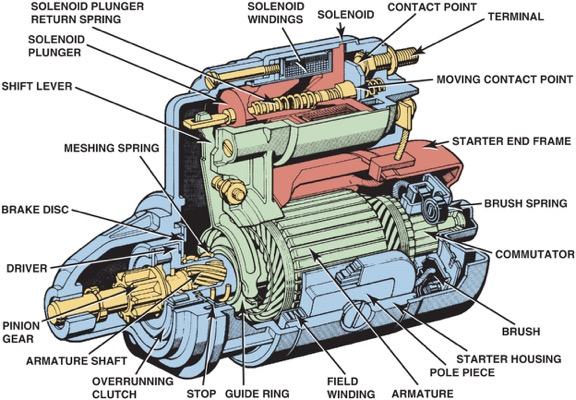 SOLENOID PLUNGER
RETURN SPRING
SOLENOID
PLUNGER
SHIFT LEVER
MESHING SPRING
BRAKE DISC
DRIVER
PINION
GEAR
ARMATURE SHAFT
OVERRUNNING
CLUTCH
STOP
GUIDE RING
FIELD
WINDING
ARMATURE
POLE PIECE
STARTER HOUSING
BRUSH
COMMUTATOR
BRUSH SPRING
STARTER END FRAME
MOVING CONTACT POINT
TERMINAL
CONTACT POINT
SOLENOID
SOLENOID
WINDINGS